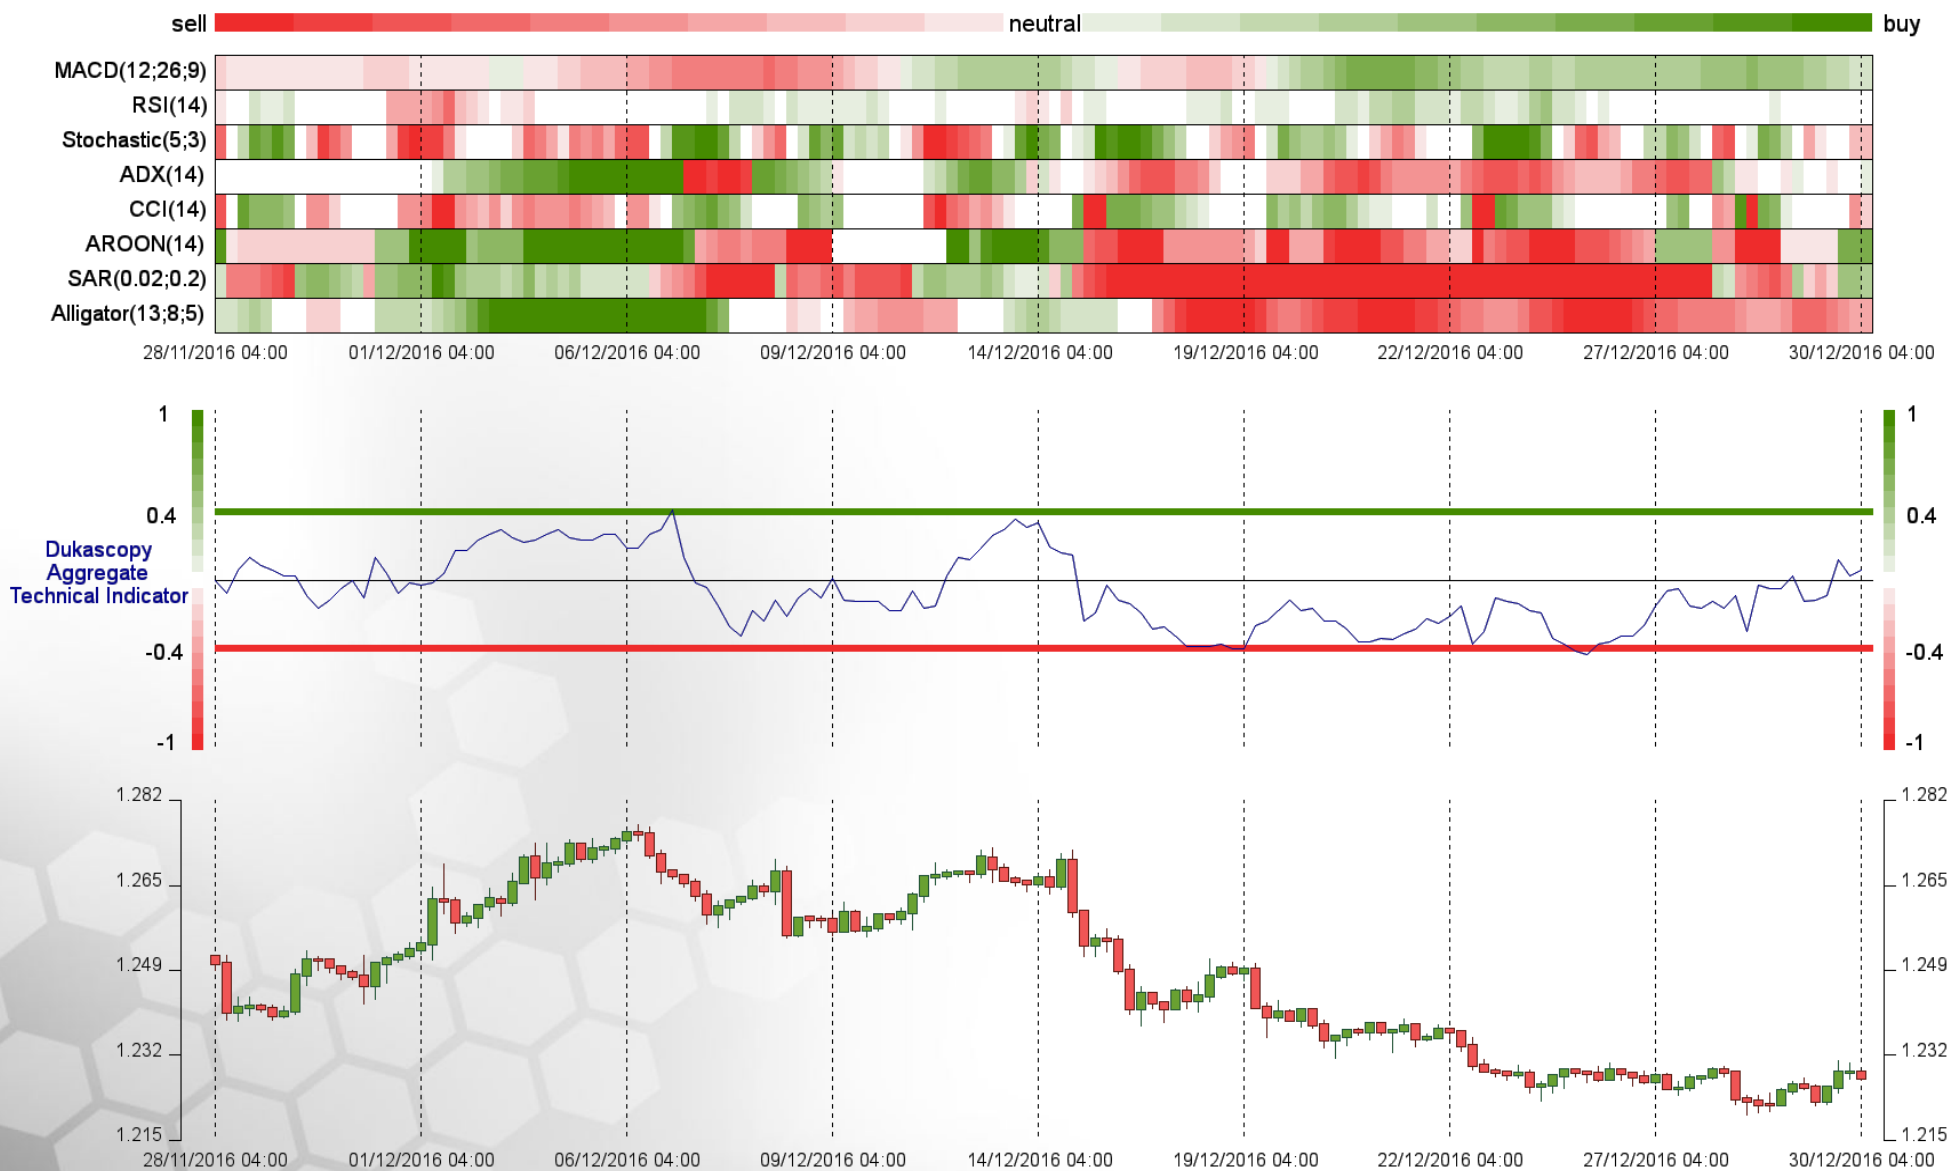 sell neutral buy
MACD(12;26;9)
RSI(14)
Stochastic(5;3)
ADX(14)
CCI(14)
AROON(14)
SAR(0.02;0.2)
Alligator(13;8;5)
28/11/2016 04:00 01/12/2016 04:00 06/12/2016 04:00 09/12/2016 04:00 14/12/2016 04:00 19/12/2016 04:00 22/12/2016 04:00 27/12/2016 04:00 30/12/2016 04:00
1 1
0.4 0.4
Dukascopy
Aggregate
Technical Indicator
-0.4 -0.4
-1 -1
1.282 1.282
1.265 1.265
1.249 1.249
1.232 1.232
1.215 1.215
28/11/2016 04:00 01/12/2016 04:00 06/12/2016 04:00 09/12/2016 04:00 14/12/2016 04:00 19/12/2016 04:00 22/12/2016 04:00 27/12/2016 04:00 30/12/2016 04:00